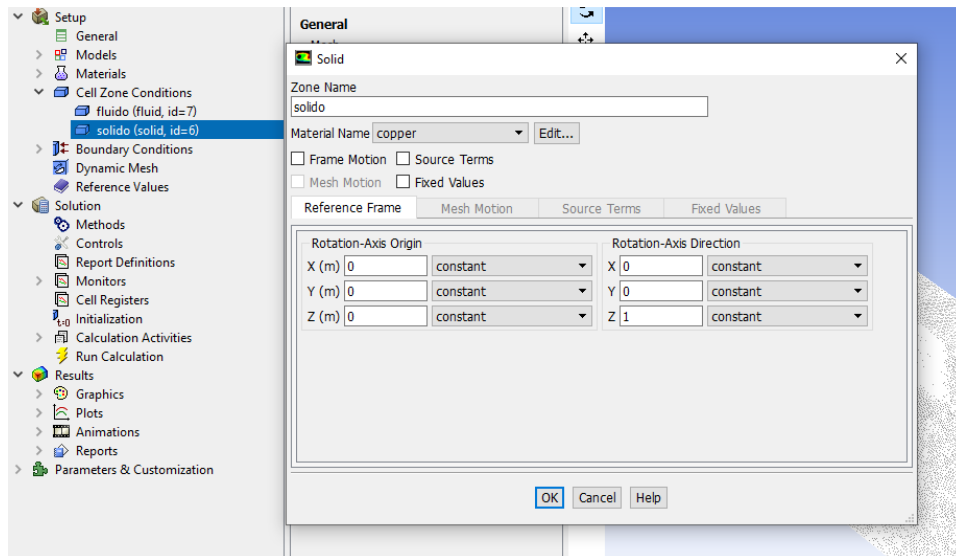 Setup
General
Models
Materials
Cell Zone Conditions
fluido (fluid, id=7)
solido (solid, id=6)
Boundary Conditions
Dynamic Mesh
Reference Values
Solution
Methods
Controls
Report Definitions
Monitors
Cell Registers
t=0 Initialization
Calculation Activities
Run Calculation
Results
Graphics
Plots
Animations
Reports
Parameters & Customization
General
Solid
Zone Name
solido
Material Name copper Edit...
Frame Motion Source Terms
Mesh Motion Fixed Values
Reference Frame Mesh Motion Source Terms Fixed Values
Rotation-Axis Origin Rotation-Axis Direction
X (m) 0 constant X 0 constant
Y (m) 0 constant Y 0 constant
Z (m) 0 constant Z 1 constant
OK Cancel Help